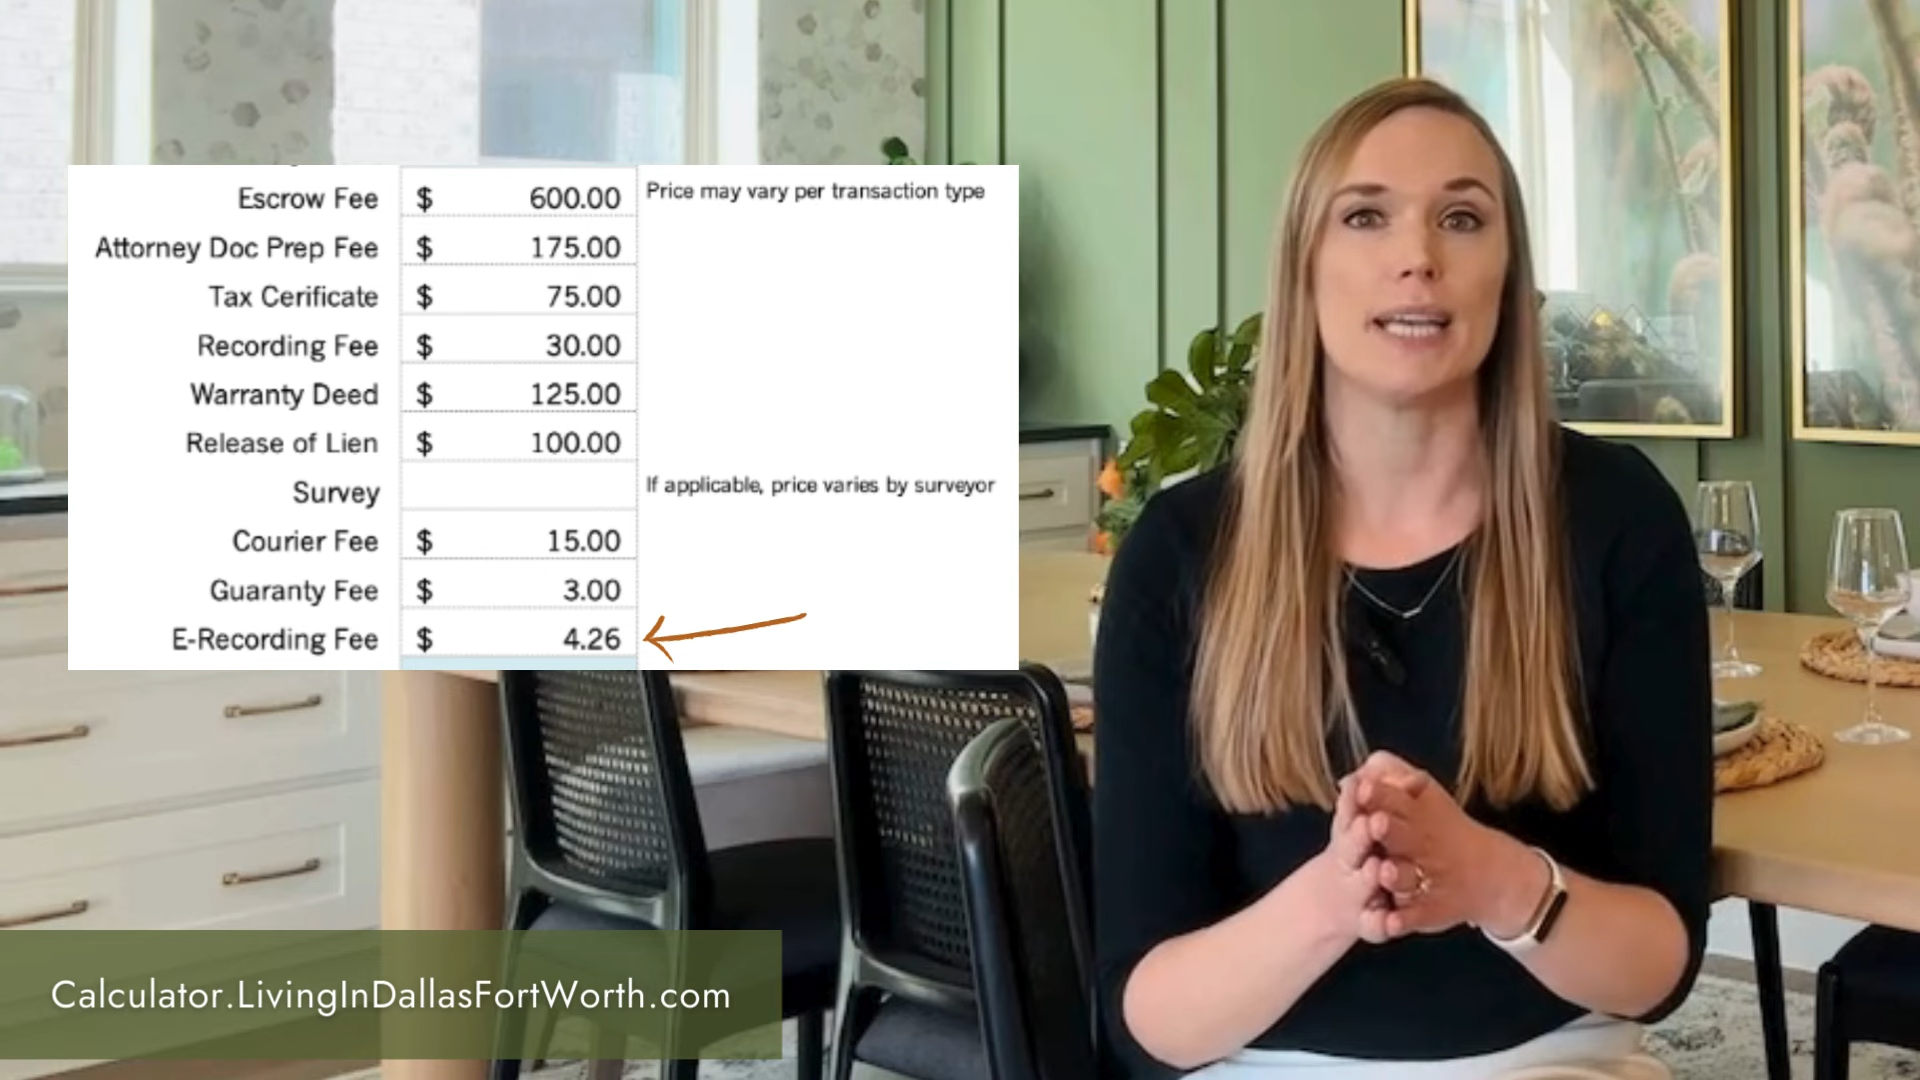 Escrow Fee $ 600.00 Price may vary per transaction type
Attorney Doc Prep Fee $ 175.00
Tax Cerificate $ 75.00
Recording Fee $ 30.00
Warranty Deed $ 125.00
Release of Lien $ 100.00
Survey If applicable, price varies by surveyor
Courier Fee $ 15.00
Guaranty Fee $ 3.00
E-Recording Fee $ 4.26
Calculator.LivingInDallasFortWorth.com